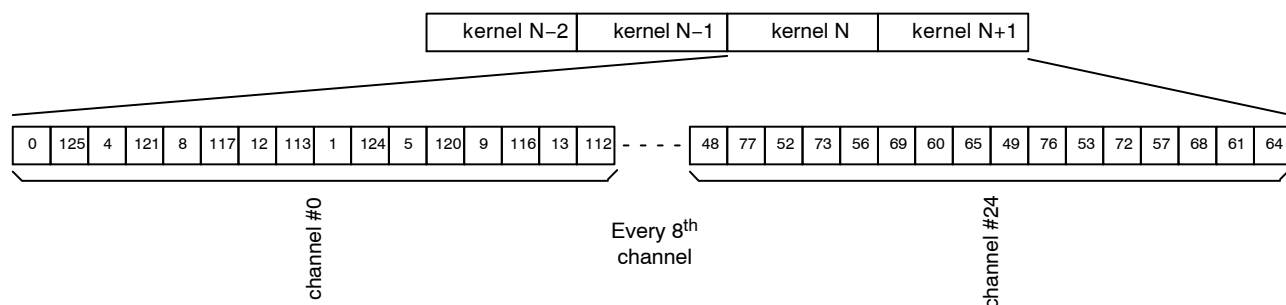 kernel N−2 kernel N−1 kernel N kernel N+1
0 125 4 121 8 117 12 113 1 124 5 120 9 116 13 112 - - - - - 48 77 52 73 56 69 60 65 49 76 53 72 57 68 61 64
channel #0
Every 8th
channel
channel #24